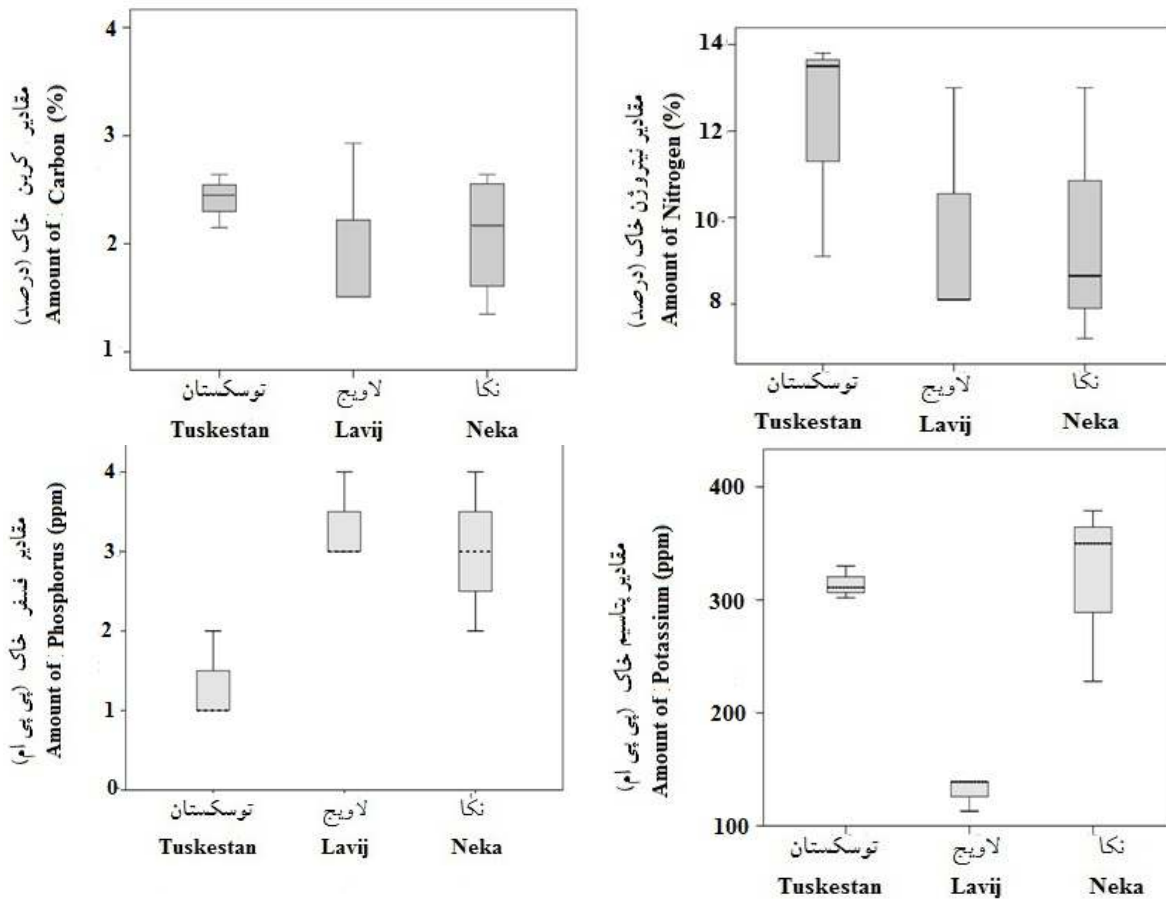 مقادیر کربن خاک (درصد)
Amount of Carbon (%)
4
3
2
1
توسکستان
لاویج
نکا
Tuskestan
Lavij
Neka
مقادیر نیتروژن خاک (درصد)
Amount of Nitrogen (%)
14
12
10
8
توسکستان
لاویج
نکا
Tuskestan
Lavij
Neka
مقادیر فسفر خاک (پی پی ام)
Amount of Phosphorus (ppm)
4
3
2
1
0
توسکستان
لاویج
نکا
Tuskestan
Lavij
Neka
مقادیر پتاسیم خاک (پی پی ام)
Amount of Potassium (ppm)
400
300
200
100
توسکستان
لاویج
نکا
Tuskestan
Lavij
Neka